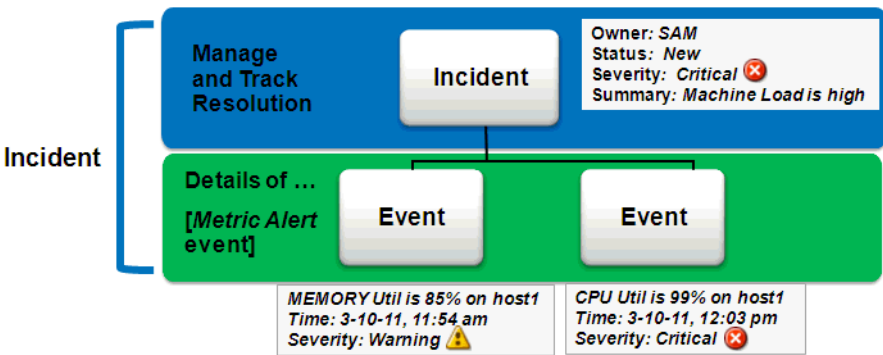 Incident
Manage
and Track
Resolution
Incident
Owner: SAM
Status: New
Severity: Critical
Summary: Machine Load is high
Details of ...
[Metric Alert
event]
Event
Event
MEMORY Util is 85% on host1
Time: 3-10-11, 11:54 am
Severity: Warning
CPU Util is 99% on host1
Time: 3-10-11, 12:03 pm
Severity: Critical